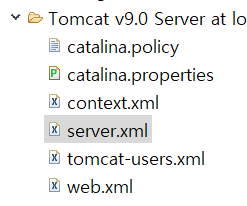 Tomcat v9.0 Server at lo
catalina.policy
catalina.properties
context.xml
server.xml
tomcat-users.xml
web.xml